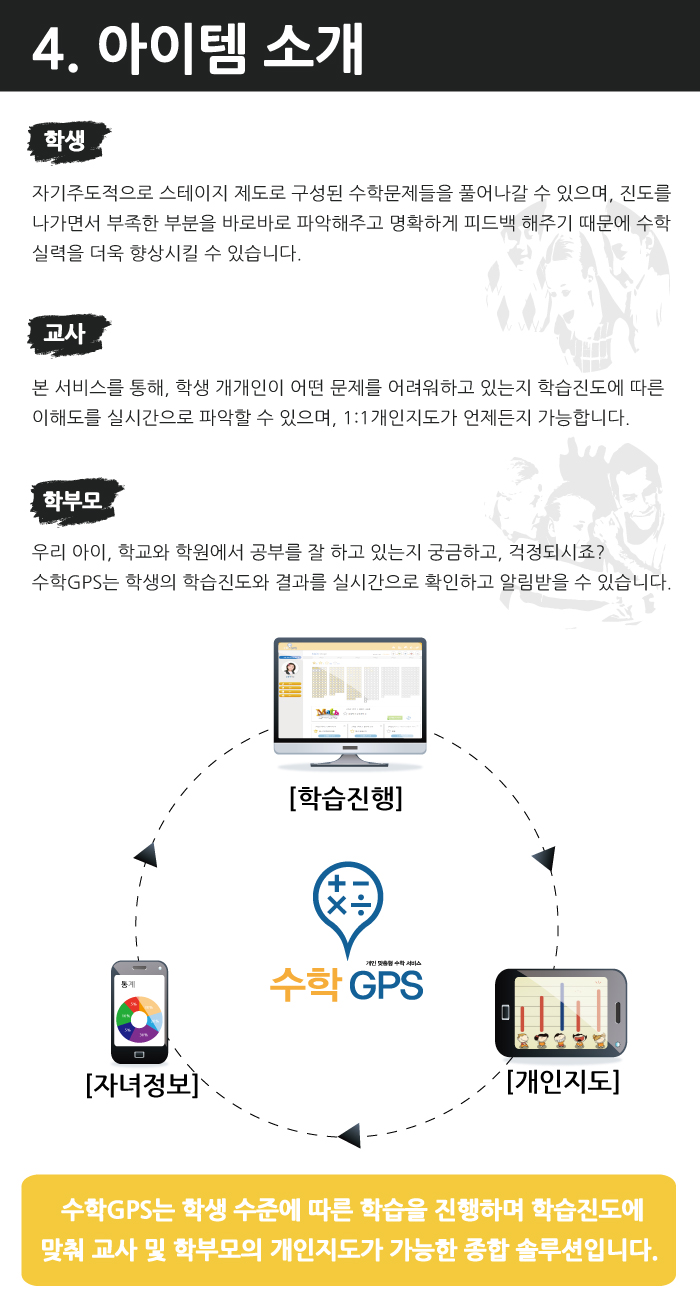 4. 아이템 소개
학생
자기주도적으로 스테이지 제도로 구성된 수학문제들을 풀어나갈 수 있으며, 진도를
나가면서 부족한 부분을 바로바로 파악해주고 명확하게 피드백 해주기 때문에 수학
실력을 더욱 향상시킬 수 있습니다.
교사
본 서비스를 통해, 학생 개개인이 어떤 문제를 어려워하고 있는지 학습진도에 따른
이해도를 실시간으로 파악할 수 있으며, 1:1개인지도가 언제든지 가능합니다.
학부모
우리 아이, 학교와 학원에서 공부를 잘 하고 있는지 궁금하고, 걱정되시죠?
수학GPS는 학생의 학습진도와 결과를 실시간으로 확인하고 알림받을 수 있습니다.
Math
[학습진행]
개인 맞춤형 수학 서비스
수학 GPS
통계
[자녀정보]
[개인지도]
수학GPS는 학생 수준에 따른 학습을 진행하며 학습진도에
맞춰 교사 및 학부모의 개인지도가 가능한 종합 솔루션입니다.